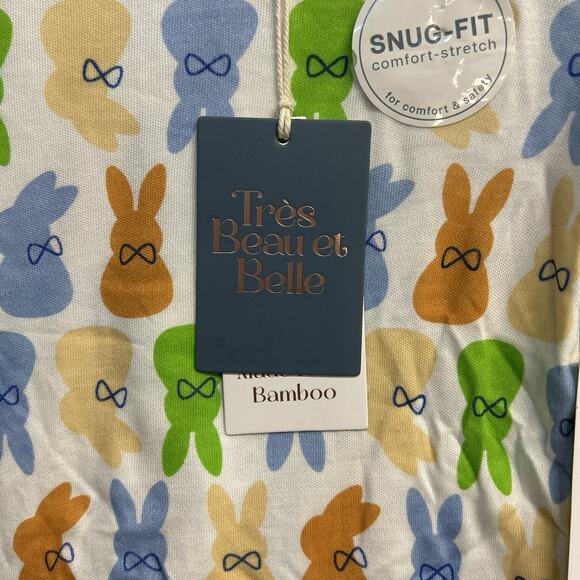 SNUG-FIT
comfort-stretch
for comfort & safety
Très
Beau et
Belle
Bamboo